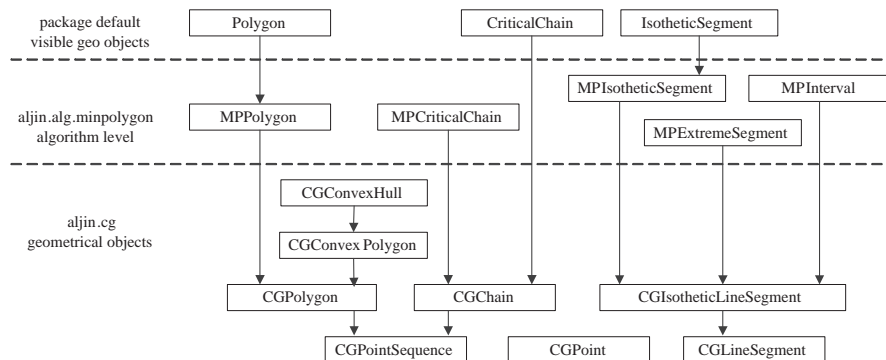 package default
visible geo objects
Polygon
CriticalChain
IsotheticSegment
aljin.alg.minpolygon
algorithm level
MPPolygon
MPCriticalChain
MPIsotheticSegment
MPInterval
MPExtremeSegment
aljin.cg
geometrical objects
CGConvexHull
CGConvex Polygon
CGPolygon
CGChain
CGIsotheticLineSegment
CGPointSequence
CGPoint
CGLineSegment